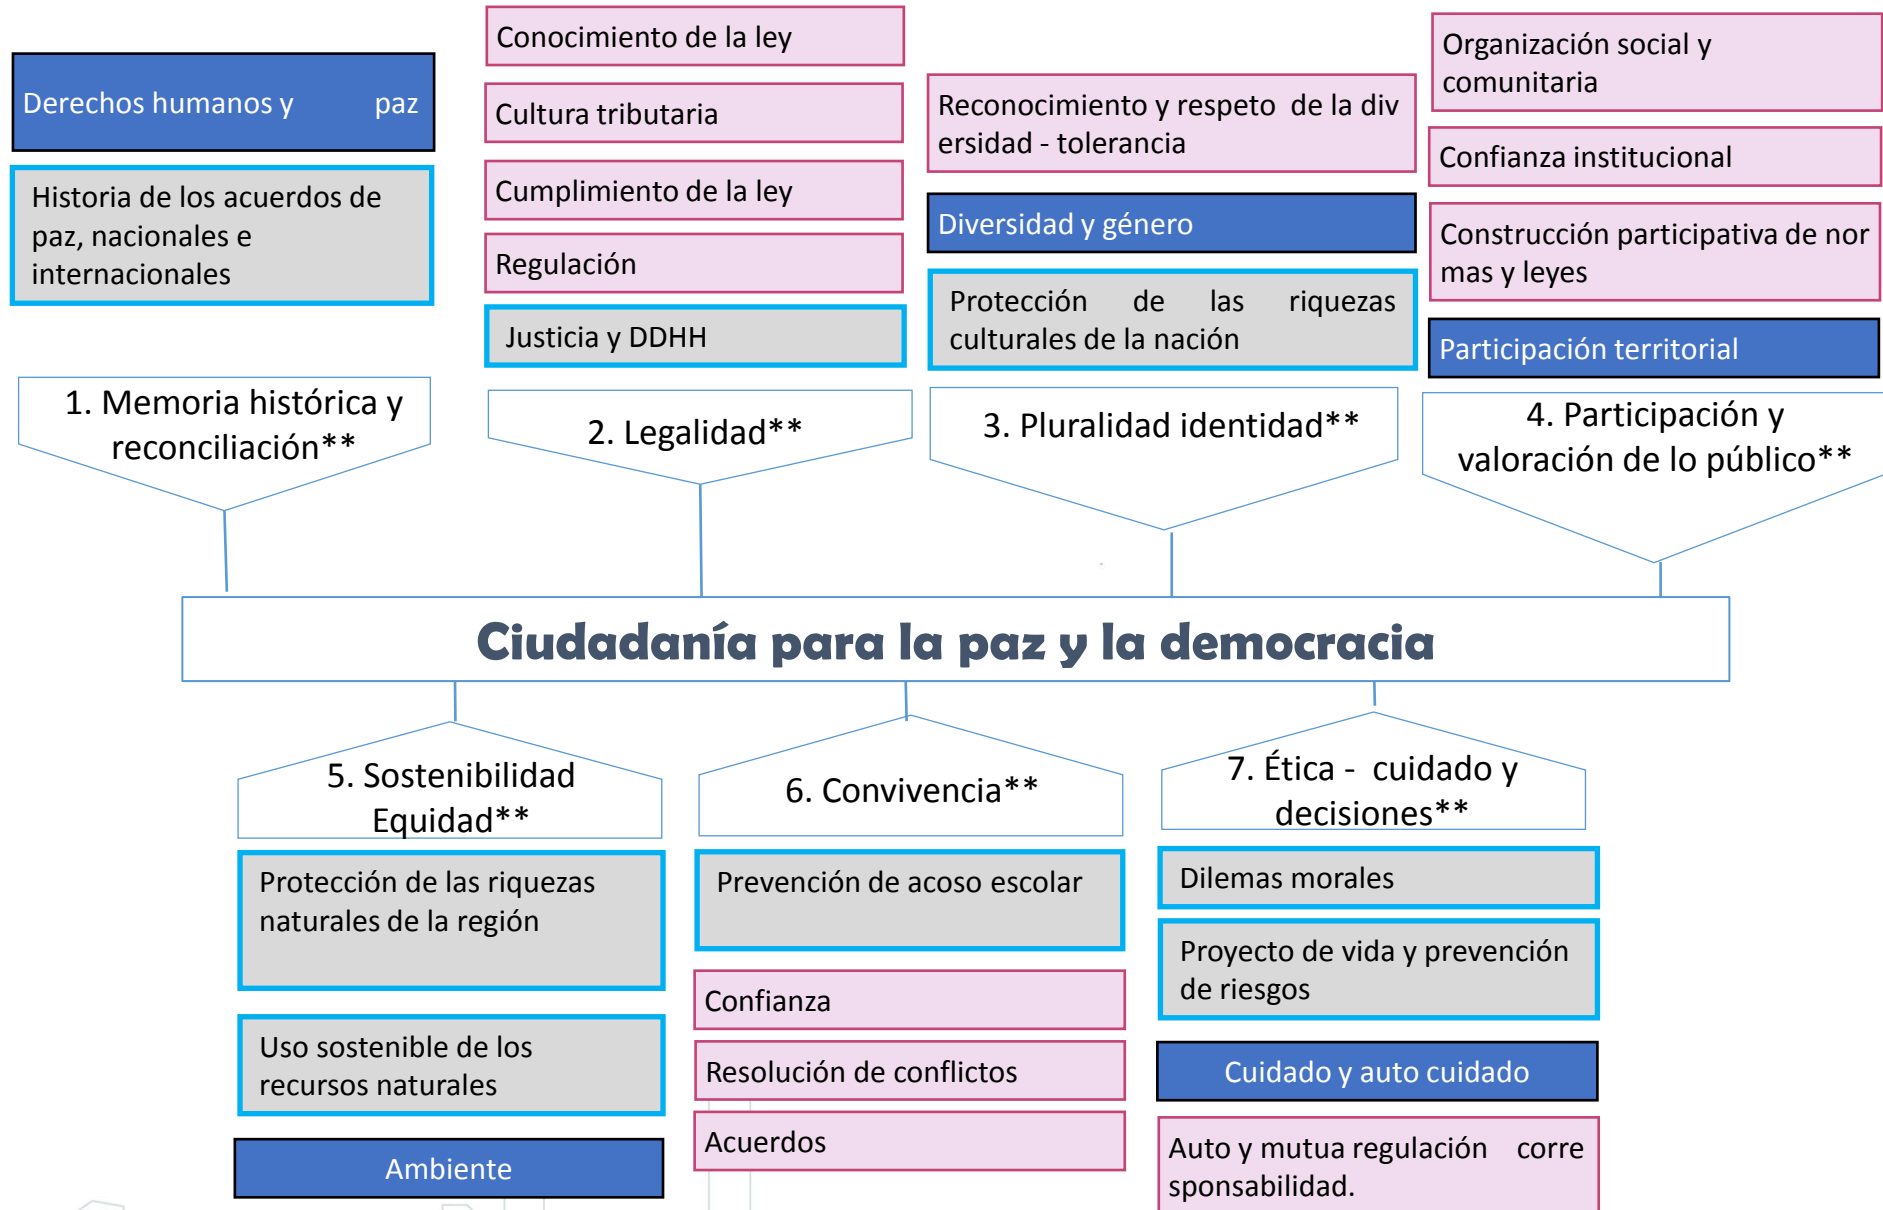 Derechos humanos y paz
Historia de los acuerdos de
paz, nacionales e
internacionales
1. Memoria histórica y
reconciliación**
Conocimiento de la ley
Cultura tributaria
Cumplimiento de la ley
Regulación
Justicia y DDHH
2. Legalidad**
Reconocimiento y respeto de la div
ersidad - tolerancia
Diversidad y género
Protección de las riquezas
culturales de la nación
3. Pluralidad identidad**
Organización social y
comunitaria
Confianza institucional
Construcción participativa de nor
mas y leyes
Participación territorial
4. Participación y
valoración de lo público**
Ciudadanía para la paz y la democracia
5. Sostenibilidad
Equidad**
Protección de las riquezas
naturales de la región
Uso sostenible de los
recursos naturales
Ambiente
6. Convivencia**
Prevención de acoso escolar
Confianza
Resolución de conflictos
Acuerdos
7. Ética - cuidado y
decisiones**
Dilemas morales
Proyecto de vida y prevención
de riesgos
Cuidado y auto cuidado
Auto y mutua regulación corre
sponsabilidad.